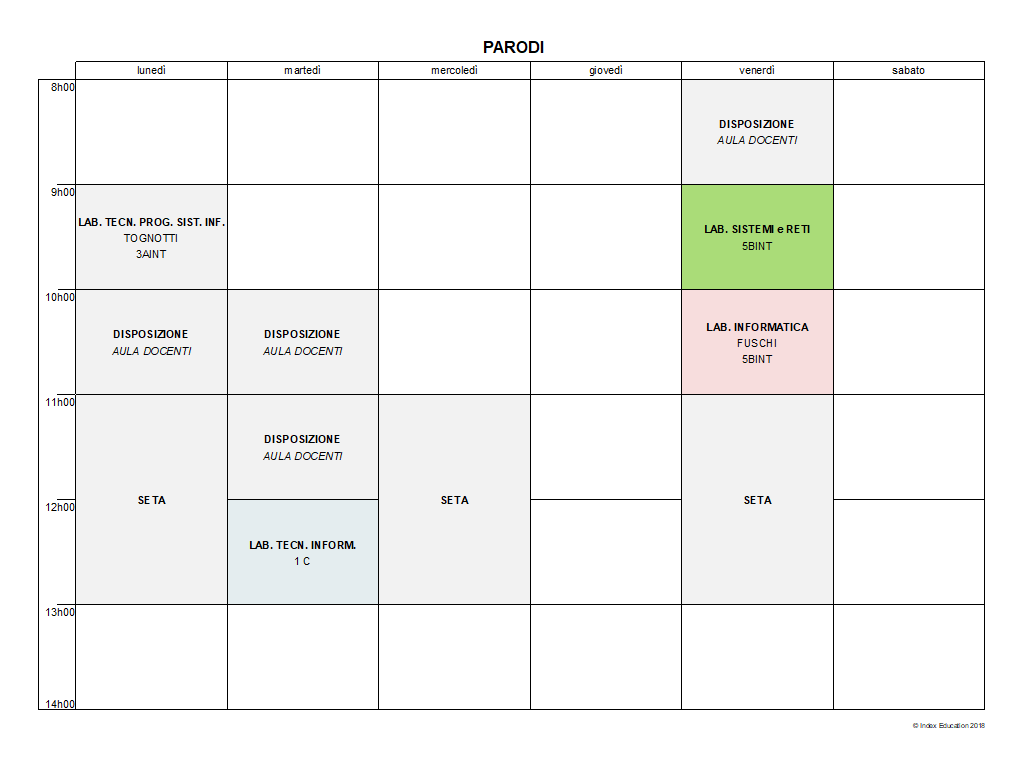 PARODI
lunedì martedì mercoledì giovedì venerdì sabato
8h00
DISPOSIZIONE
AULA DOCENTI
9h00
LAB. TECN. PROG. SIST. INF.
TOGNOTTI
3AINT
LAB. SISTEMI e RETI
5BINT
10h00
DISPOSIZIONE
AULA DOCENTI
DISPOSIZIONE
AULA DOCENTI
LAB. INFORMATICA
FUSCHI
5BINT
11h00
SETA
DISPOSIZIONE
AULA DOCENTI
SETA
SETA
12h00
LAB. TECN. INFORM.
1 C
13h00
14h00
© Index Education 2018